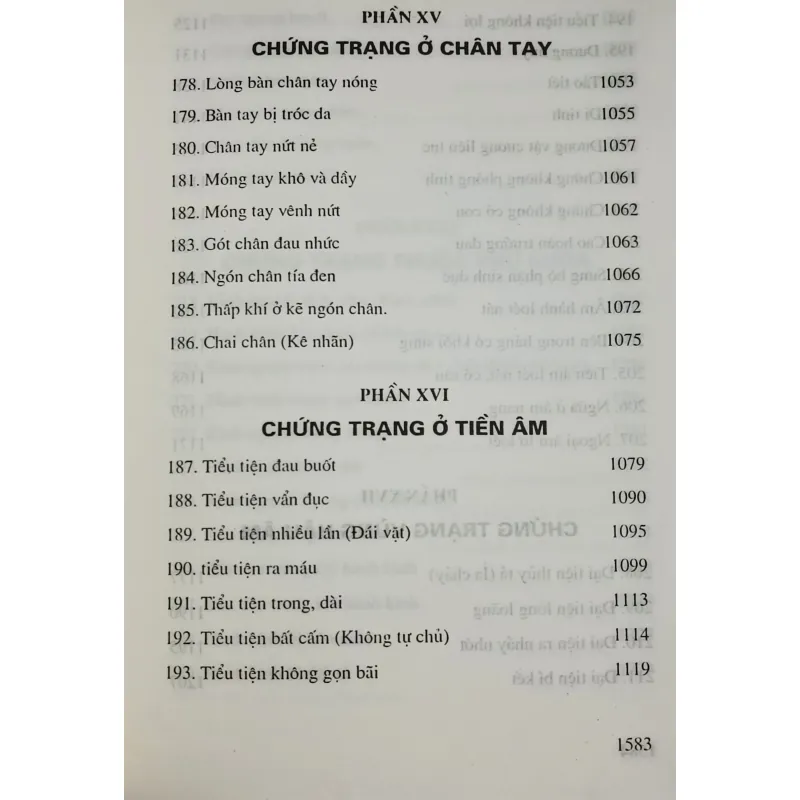 PHẦN XV
CHỨNG TRẠNG Ở CHÂN TAY
178. Lòng bàn chân tay nóng 1053
179. Bàn tay bị tróc da 1055
180. Chân tay nứt nẻ 1057
181. Móng tay khô và dầy 1061
182. Móng tay vênh nứt 1062
183. Gót chân đau nhức 1063
184. Ngón chân tía đen 1066
185. Thấp khí ở kẽ ngón chân. 1072
186. Chai chân (Kê nhãn) 1075
PHẦN XVI
CHỨNG TRẠNG Ở TIỀN ÂM
187. Tiểu tiện đau buốt 1079
188. Tiểu tiện vẩn đục 1090
189. Tiểu tiện nhiều lần (Đái vặt) 1095
190. tiểu tiện ra máu 1099
191. Tiểu tiện trong, dài 1113
192. Tiểu tiện bất cấm (Không tự chủ) 1114
193. Tiểu tiện không gọn bãi 1119
1583